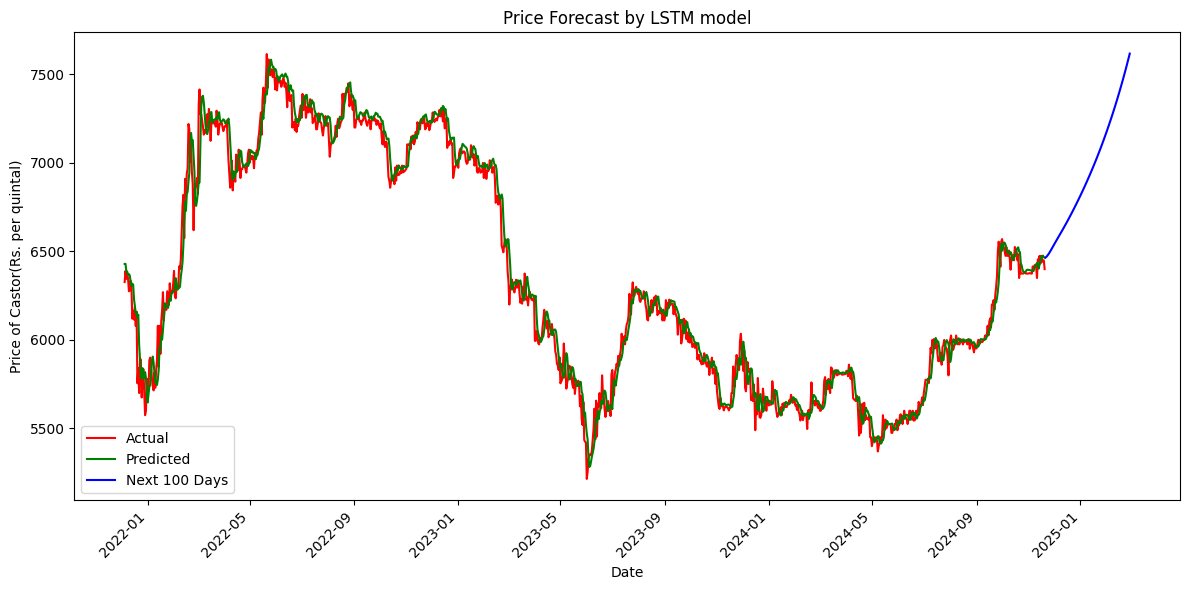 Price Forecast by LSTM model
Price of Castor(Rs. per quintal)
7500
7000
6500
6000
5500
Actual
Predicted
Next 100 Days
2022-01
2022-05
2022-09
2023-01
2023-05
2023-09
2024-01
2024-05
2024-09
2025-01
Date